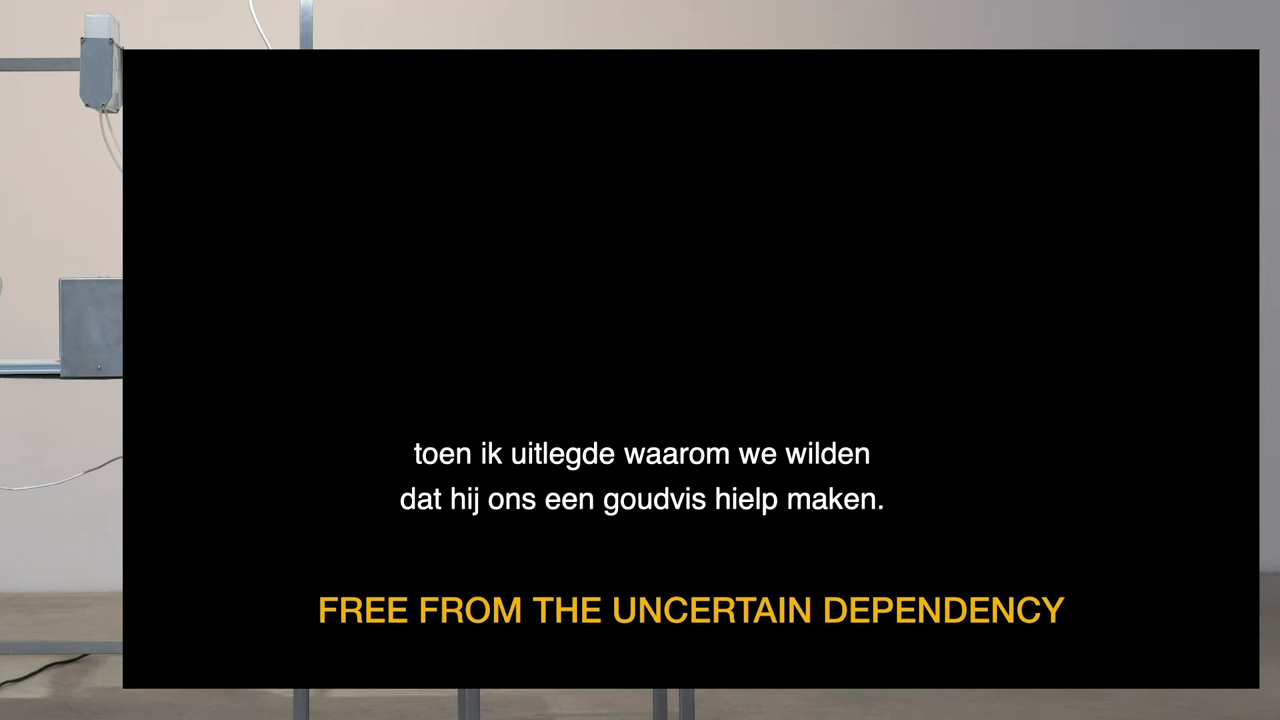 toen ik uitlegde waarom we wilden
dat hij ons een goudvis hielp maken.
FREE FROM THE UNCERTAIN DEPENDENCY